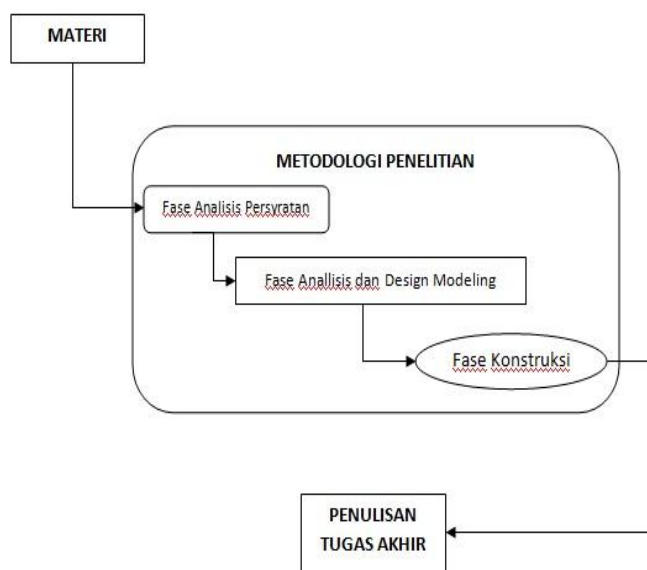 MATERI
METODOLOGI PENELITIAN
Fase Analisis Persyratan
Fase Anallisis dan Design Modeling
Fase Konstruksi
PENULISAN
TUGAS AKHIR